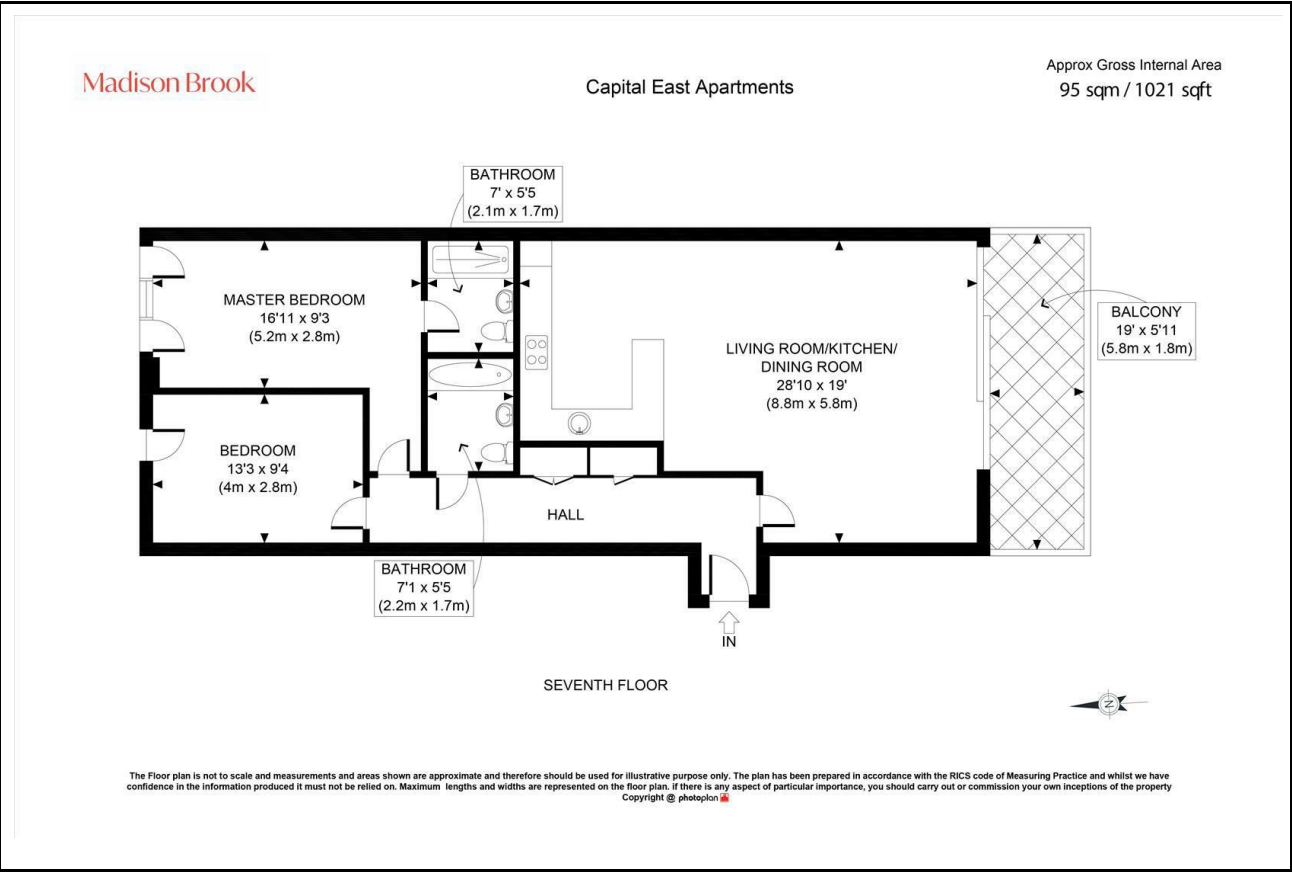 Madison Brook
Capital East Apartments
Approx Gross Internal Area
95 sqm / 1021 sqft
BATHROOM
7' x 5'5
(2.1m x 1.7m)
MASTER BEDROOM
16'11 x 9'3
(5.2m x 2.8m)
BALCONY
19' x 5'11
(5.8m x 1.8m)
LIVING ROOM/KITCHEN/
DINING ROOM
28'10 x 19'
(8.8m x 5.8m)
BEDROOM
13'3 x 9'4
(4m x 2.8m)
HALL
BATHROOM
7'1 x 5'5
(2.2m x 1.7m)
IN
SEVENTH FLOOR
N
The Floor plan is not to scale and measurements and areas shown are approximate and therefore should be used for illustrative purpose only. The plan has been prepared in accordance with the RICS code of Measuring Practice and whilst we have
confidence in the information produced it must not be relied on. Maximum lengths and widths are represented on the floor plan. if there is any aspect of particular importance, you should carry out or commission your own inceptions of the property
Copyright @ photoplan